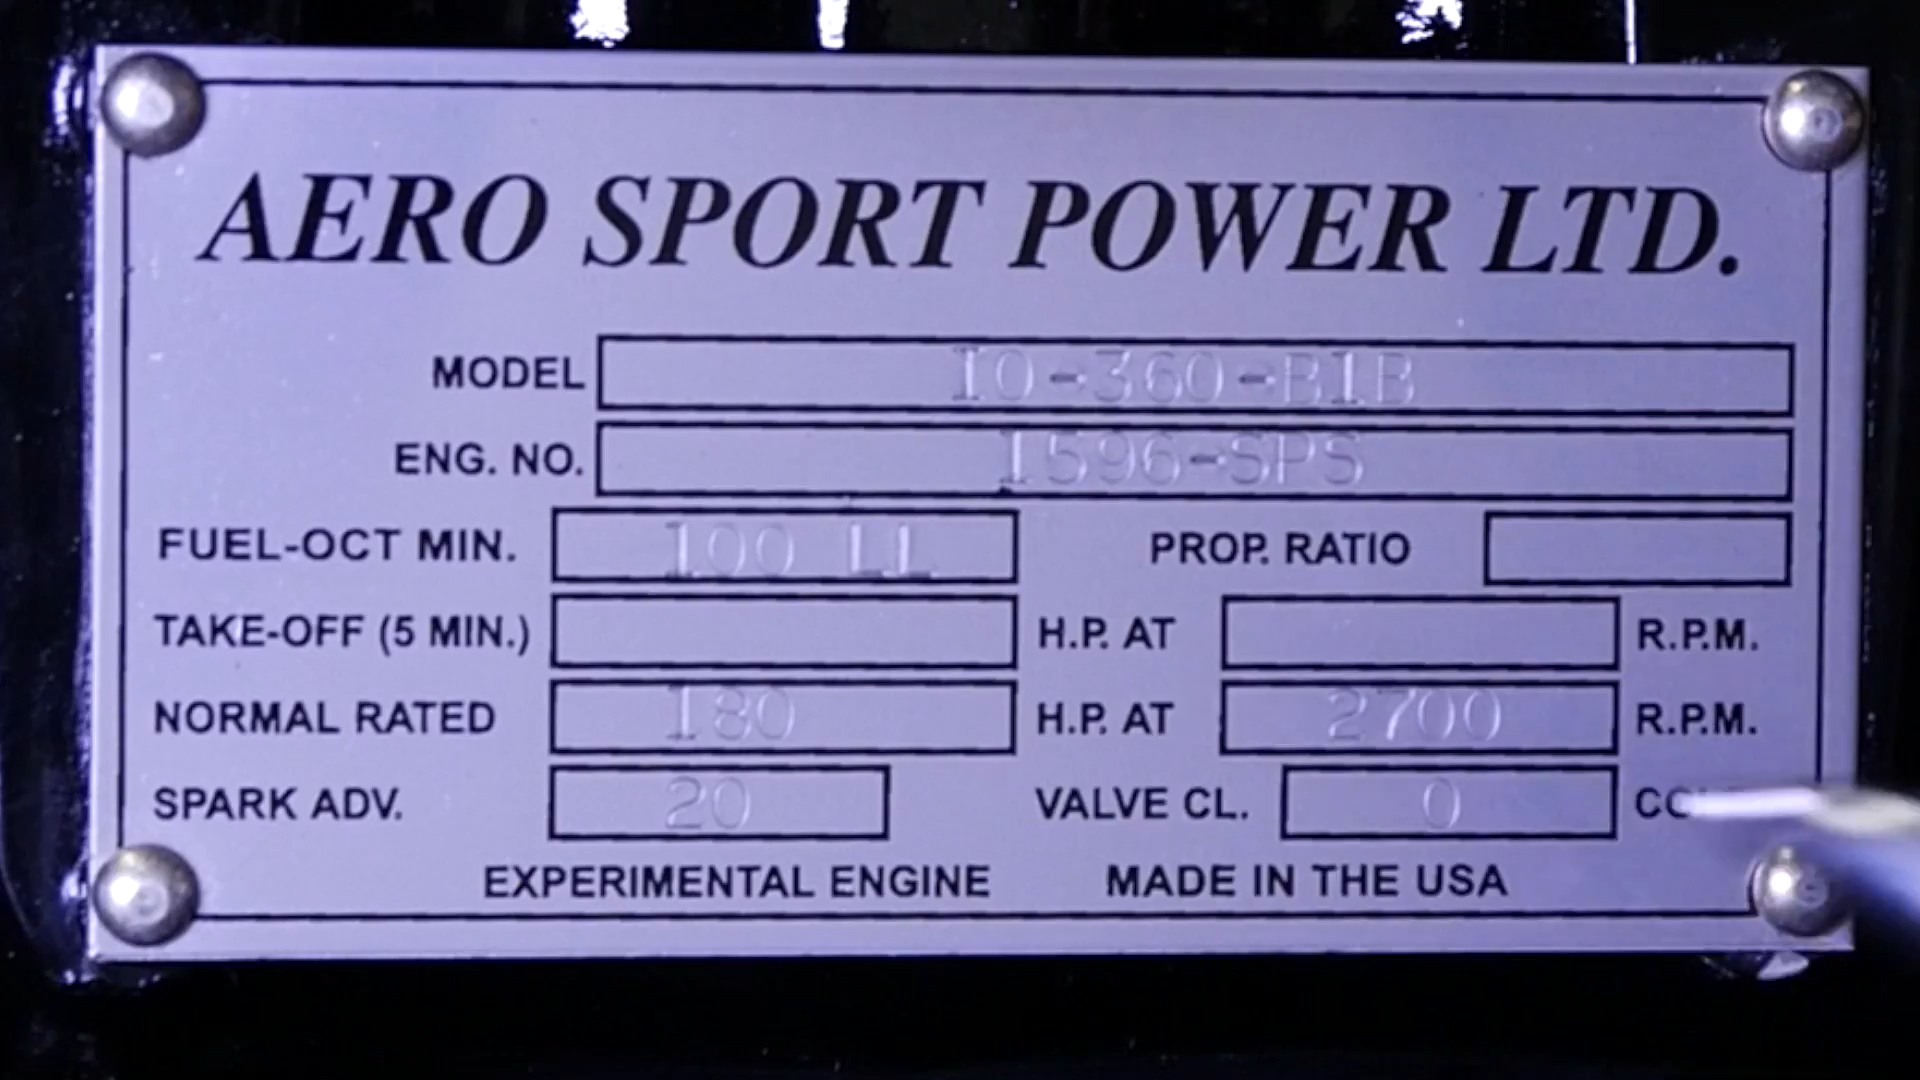 AERO SPORT POWER LTD.
MODEL IO-360-B1B
ENG. NO. 1596-SPS
FUEL-OCT MIN. 100 LL PROP. RATIO
TAKE-OFF (5 MIN.) H.P. AT R.P.M.
NORMAL RATED 180 H.P. AT 2700 R.P.M.
SPARK ADV. 20 VALVE CL. 0
EXPERIMENTAL ENGINE MADE IN THE USA